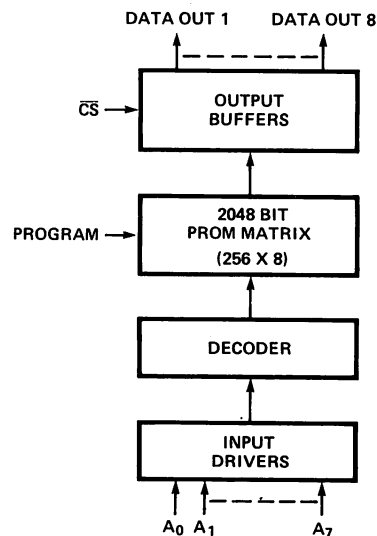 DATA OUT 1 DATA OUT 8
CS
OUTPUT
BUFFERS
PROGRAM
2048 BIT
PROM MATRIX
(256 X 8)
DECODER
INPUT
DRIVERS
A0 A1 A7